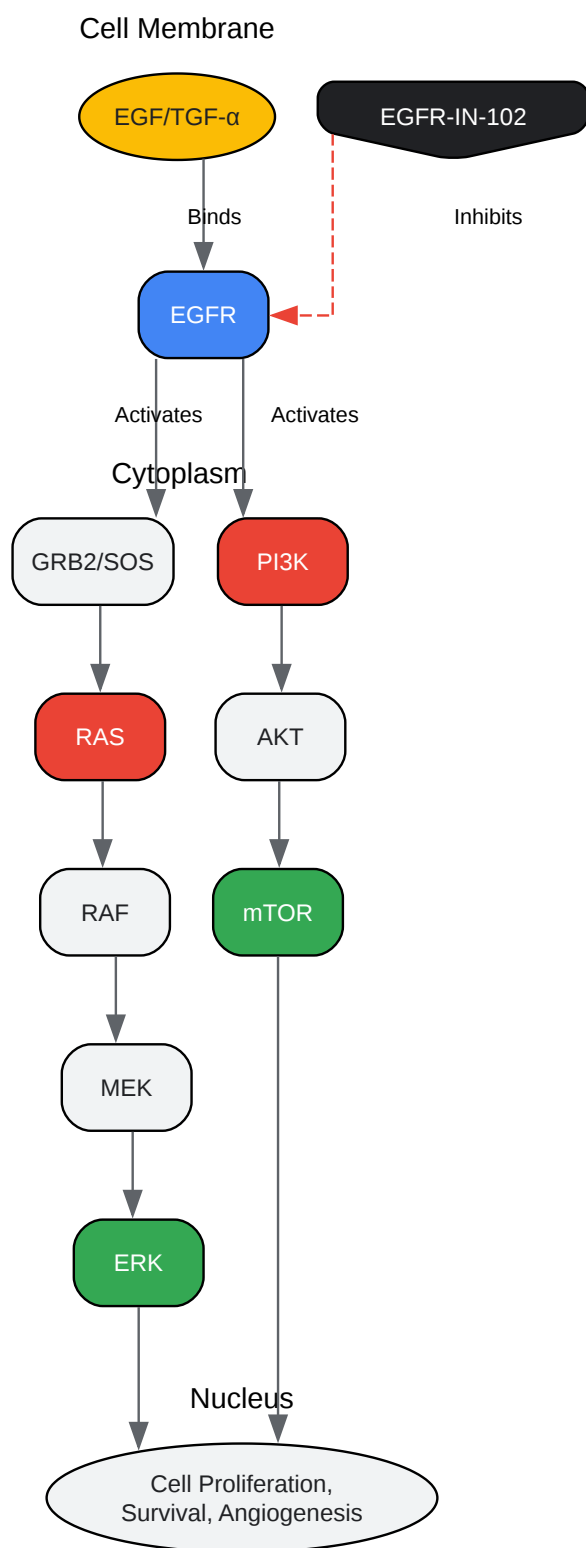 Cell Membrane
EGF/TGF-α
EGFR-IN-102
Binds
Inhibits
EGFR
Activates
Activates
Cytoplasm
GRB2/SOS
PI3K
RAS
AKT
RAF
mTOR
MEK
ERK
Nucleus
Cell Proliferation,
Survival, Angiogenesis